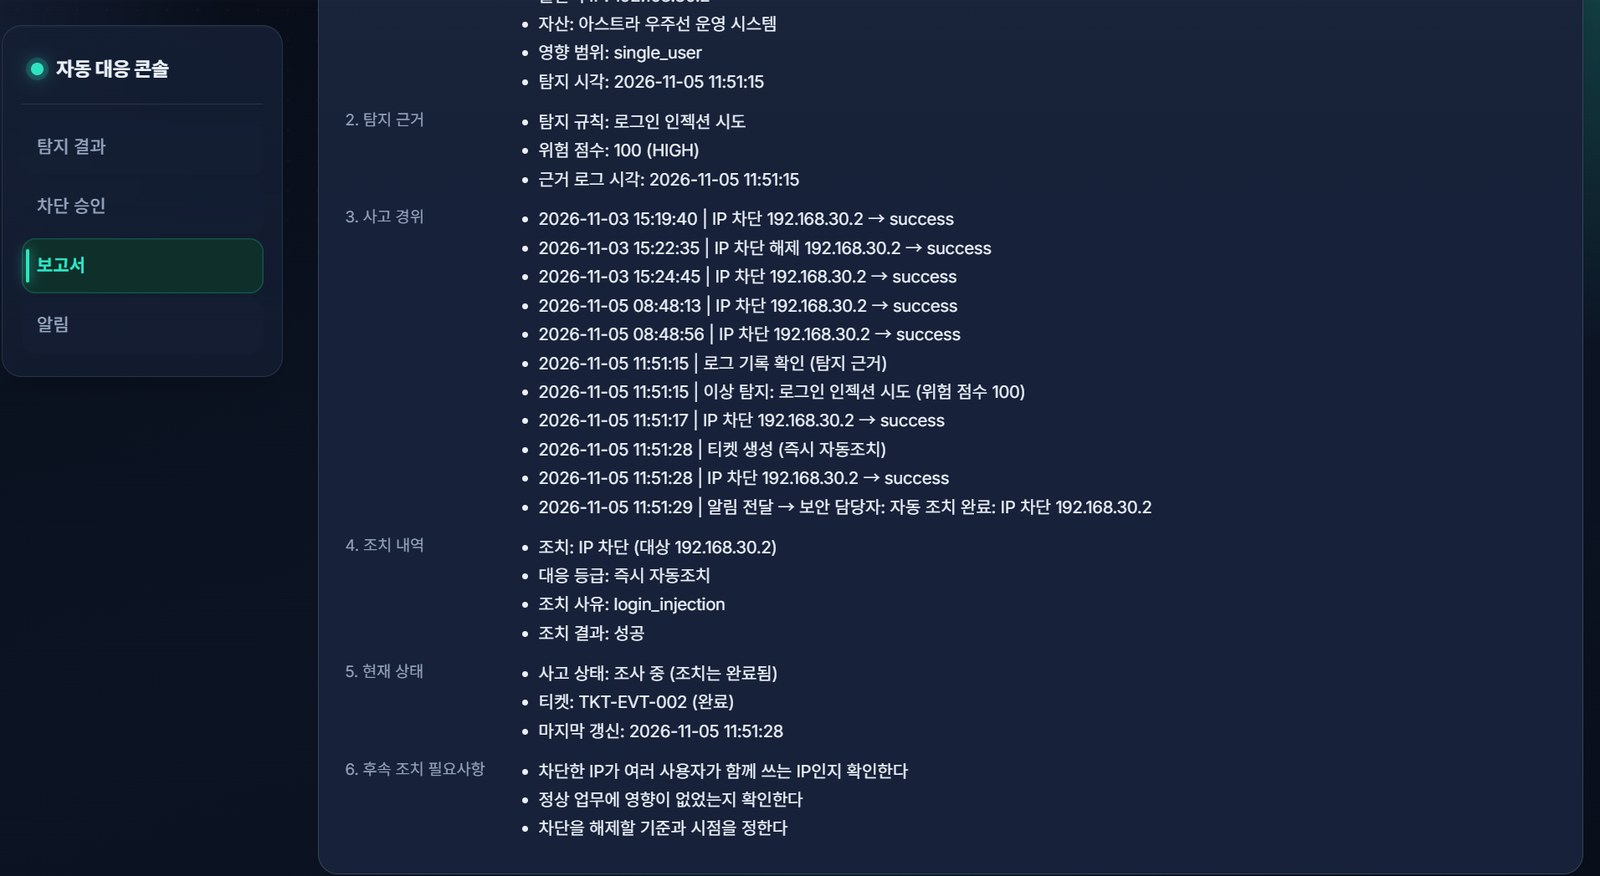 자동 대응 콘솔
탐지 결과
차단 승인
보고서
알림
• 자산: 아스트라 우주선 운영 시스템
• 영향 범위: single_user
• 탐지 시각: 2026-11-05 11:51:15
2. 탐지 근거
• 탐지 규칙: 로그인 인젝션 시도
• 위험 점수: 100 (HIGH)
• 근거 로그 시각: 2026-11-05 11:51:15
3. 사고 경위
• 2026-11-03 15:19:40 | IP 차단 192.168.30.2 → success
• 2026-11-03 15:22:35 | IP 차단 해제 192.168.30.2 → success
• 2026-11-03 15:24:45 | IP 차단 192.168.30.2 → success
• 2026-11-05 08:48:13 | IP 차단 192.168.30.2 → success
• 2026-11-05 08:48:56 | IP 차단 192.168.30.2 → success
• 2026-11-05 11:51:15 | 로그 기록 확인 (탐지 근거)
• 2026-11-05 11:51:15 | 이상 탐지: 로그인 인젝션 시도 (위험 점수 100)
• 2026-11-05 11:51:17 | IP 차단 192.168.30.2 → success
• 2026-11-05 11:51:28 | 티켓 생성 (즉시 자동조치)
• 2026-11-05 11:51:28 | IP 차단 192.168.30.2 → success
• 2026-11-05 11:51:29 | 알림 전달 → 보안 담당자: 자동 조치 완료: IP 차단 192.168.30.2
4. 조치 내역
• 조치: IP 차단 (대상 192.168.30.2)
• 대응 등급: 즉시 자동조치
• 조치 사유: login_injection
• 조치 결과: 성공
5. 현재 상태
• 사고 상태: 조사 중 (조치는 완료됨)
• 티켓: TKT-EVT-002 (완료)
• 마지막 갱신: 2026-11-05 11:51:28
6. 후속 조치 필요사항
• 차단한 IP가 여러 사용자가 함께 쓰는 IP인지 확인한다
• 정상 업무에 영향이 없었는지 확인한다
• 차단을 해제할 기준과 시점을 정한다